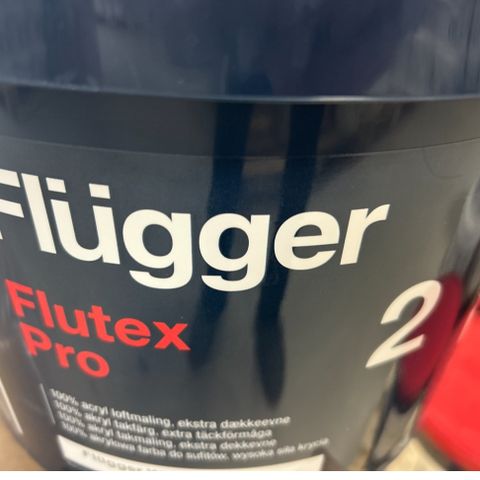 Flügger
Flutex
Pro
2
100% acryl loftmaling, ekstra dækkeevne
100% akryl takfärg, extra täckförmåga
100% akryl takmaling, ekstra dekkevne
100% akrylowa farba do sufitów, wysoka siła krycia
Flügger